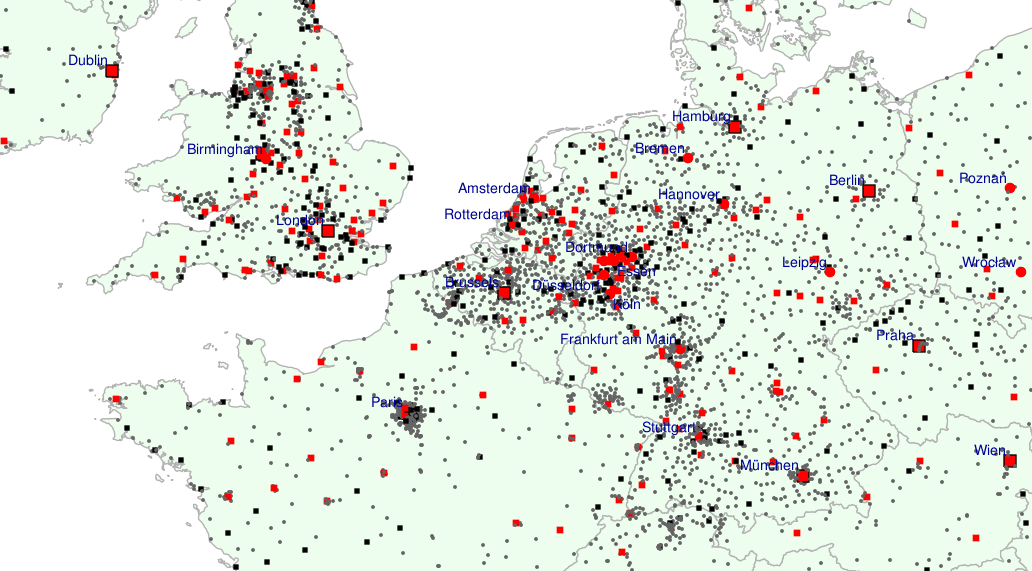 Dublin
Hamburg
Birmingham
Bremen
Berlin
Poznan
Amsterdam
Hannover
Rotterdam
London
Dortmund
Leipzig
Wrocław
Essen
Brussels
Düsseldorf
Köln
Frankfurt am Main
Praha
Paris
Stuttgart
Wien
München